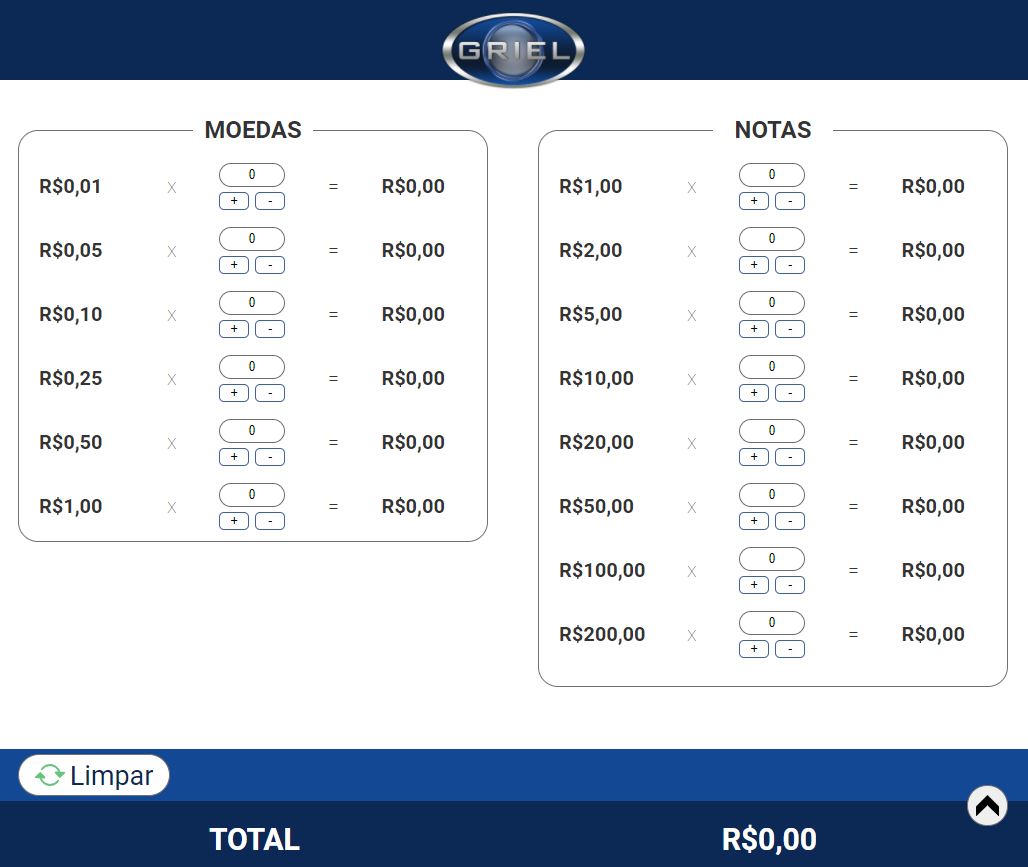 GRIEL
MOEDAS
R$0,01 X 0 + - = R$0,00
R$0,05 X 0 + - = R$0,00
R$0,10 X 0 + - = R$0,00
R$0,25 X 0 + - = R$0,00
R$0,50 X 0 + - = R$0,00
R$1,00 X 0 + - = R$0,00
NOTAS
R$1,00 X 0 + - = R$0,00
R$2,00 X 0 + - = R$0,00
R$5,00 X 0 + - = R$0,00
R$10,00 X 0 + - = R$0,00
R$20,00 X 0 + - = R$0,00
R$50,00 X 0 + - = R$0,00
R$100,00 X 0 + - = R$0,00
R$200,00 X 0 + - = R$0,00
Limpar
TOTAL R$0,00